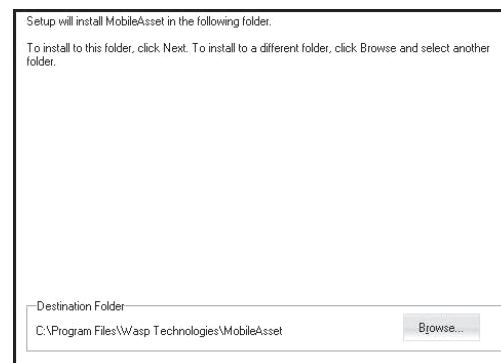 Setup will install MobileAsset in the following folder.
To install to this folder, click Next. To install to a different folder, click Browse and select another
folder.
Destination Folder
C:\Program Files\Wasp Technologies\MobileAsset
Browse...